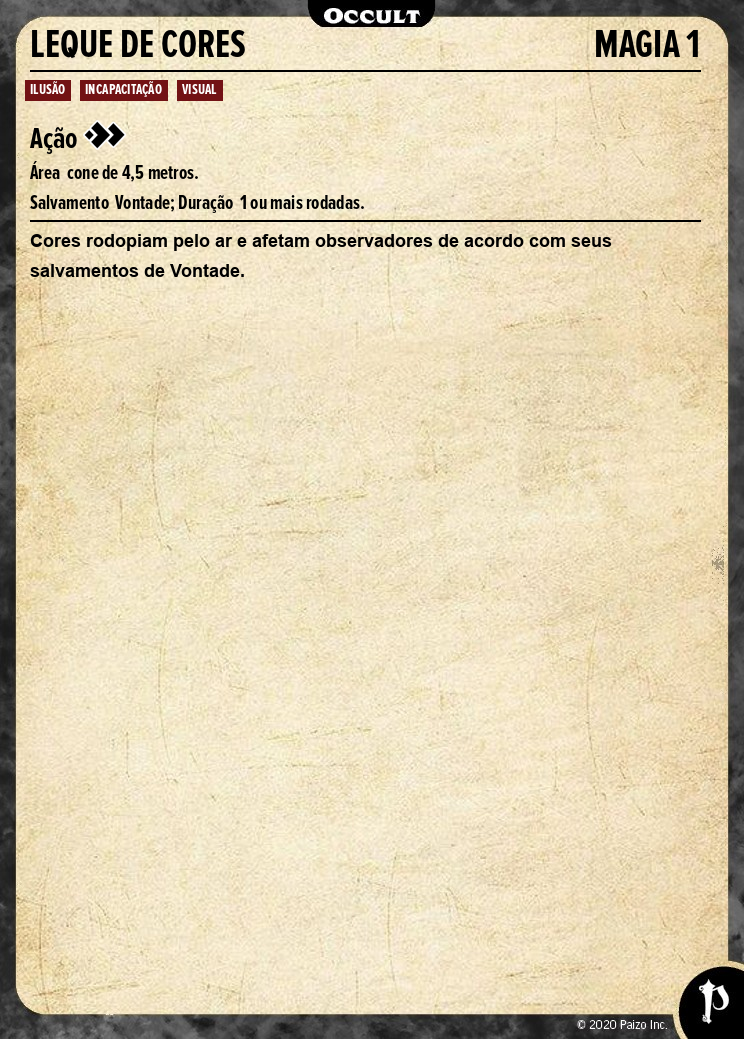 OCCULT
LEQUE DE CORES MAGIA 1
ILUSÃO INCAPACITAÇÃO VISUAL
Ação
Área cone de 4,5 metros.
Salvamento Vontade; Duração 1 ou mais rodadas.
Cores rodopiam pelo ar e afetam observadores de acordo com seus
salvamentos de Vontade.
© 2020 Paizo Inc.
P